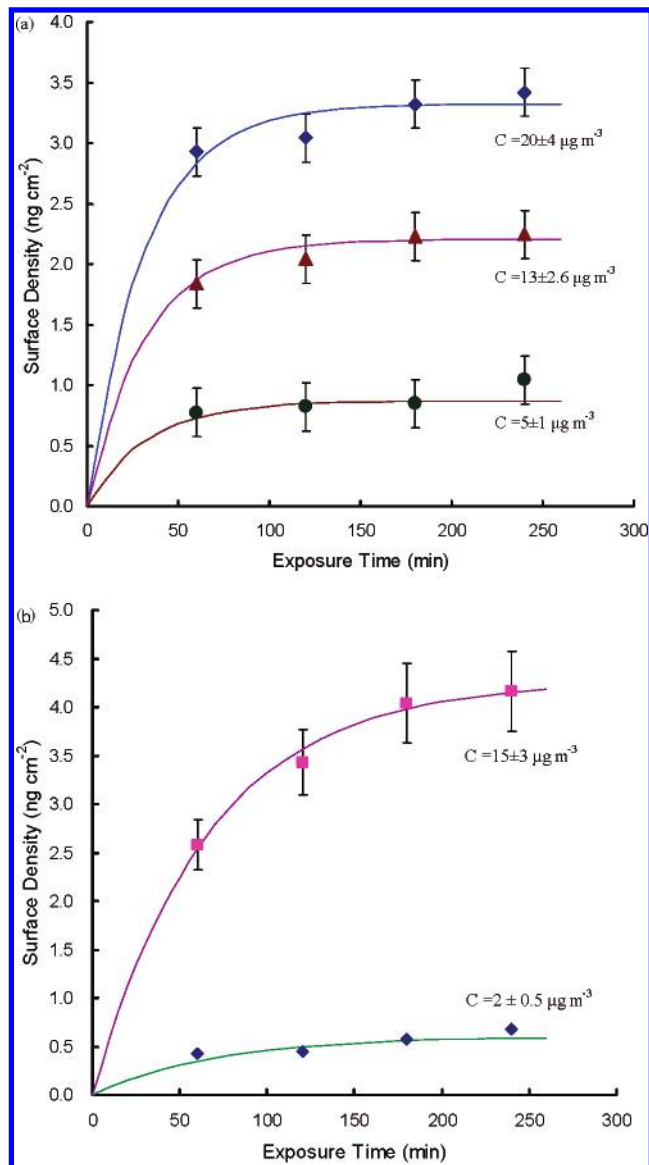 (a)
4.0
3.5
3.0
2.5
2.0
1.5
1.0
0.5
0.0
Surface Density (ng cm-2)
C =20±4 µg m-3
C =13±2.6 µg m-3
C =5±1 µg m-3
0 50 100 150 200 250 300
Exposure Time (min)
(b)
5.0
4.5
4.0
3.5
3.0
2.5
2.0
1.5
1.0
0.5
0.0
Surface Density (ng cm-2)
C =15±3 µg m-3
C =2 ± 0.5 µg m-3
0 50 100 150 200 250 300
Exposure Time (min)